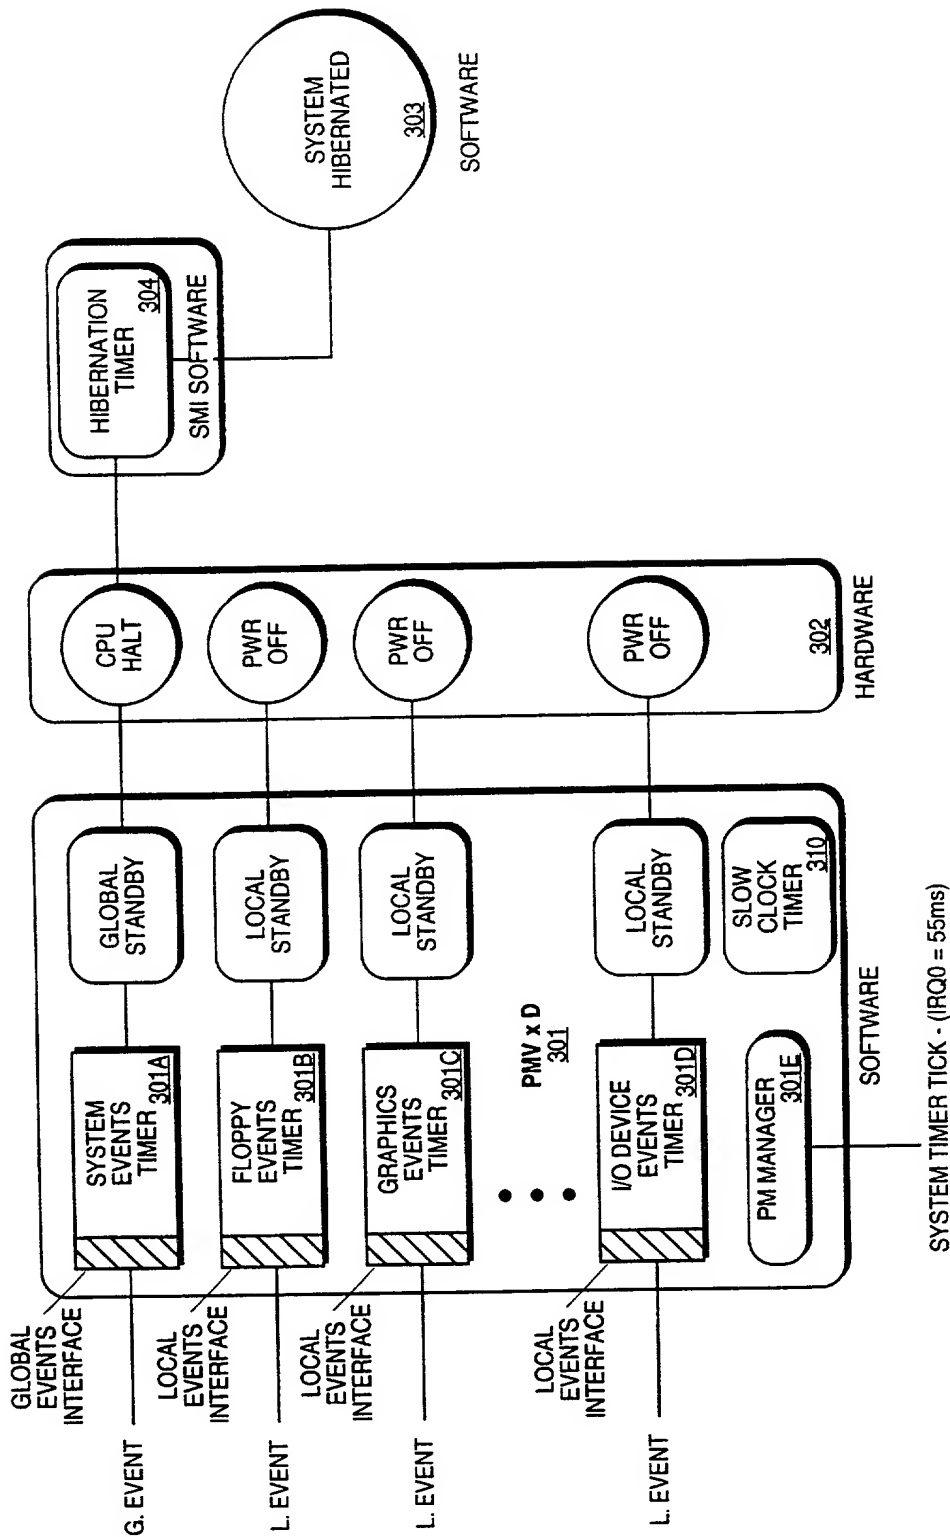 G. EVENT
GLOBAL
EVENTS
INTERFACE
SYSTEM
EVENTS
TIMER
301A
GLOBAL
STANDBY
CPU
HALT
HIBERNATION
TIMER
304
SMI SOFTWARE
SYSTEM
HIBERNATED
303
SOFTWARE
L. EVENT
LOCAL
EVENTS
INTERFACE
FLOPPY
EVENTS
TIMER
301B
LOCAL
STANDBY
PWR
OFF
L. EVENT
LOCAL
EVENTS
INTERFACE
GRAPHICS
EVENTS
TIMER
301C
LOCAL
STANDBY
PWR
OFF
PMV x D
301
L. EVENT
LOCAL
EVENTS
INTERFACE
I/O DEVICE
EVENTS
TIMER
301D
LOCAL
STANDBY
PWR
OFF
PM MANAGER
301E
SLOW
CLOCK
TIMER
310
302
SOFTWARE
HARDWARE
SYSTEM TIMER TICK - (IRQ0 = 55ms)